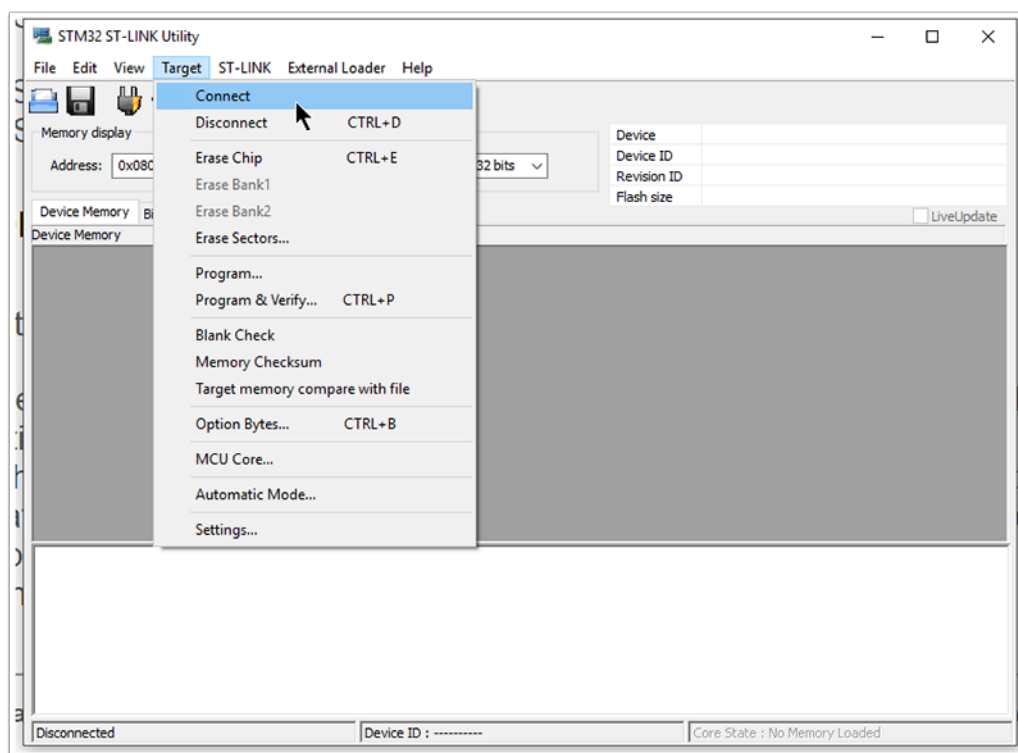 STM32 ST-LINK Utility
File Edit View Target ST-LINK External Loader Help
Connect
Disconnect CTRL+D
Erase Chip CTRL+E
Erase Bank1
Erase Bank2
Erase Sectors...
Program...
Program & Verify... CTRL+P
Blank Check
Memory Checksum
Target memory compare with file
Option Bytes... CTRL+B
MCU Core...
Automatic Mode...
Settings...
Memory display
Address: 0x080
32 bits
Device
Device ID
Revision ID
Flash size
LiveUpdate
Device Memory
Device Memory
Disconnected
Device ID : ----------
Core State : No Memory Loaded